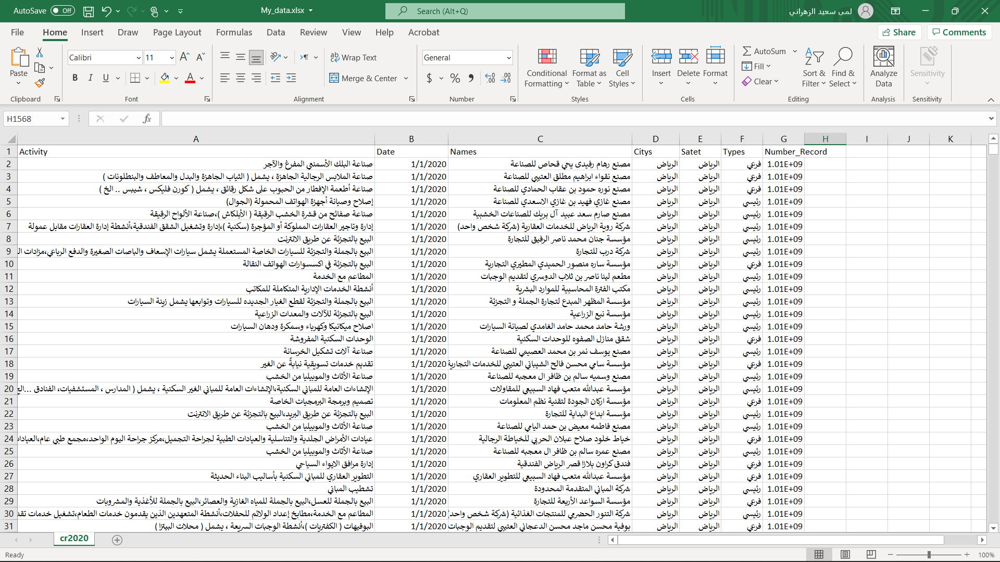 AutoSave Off My_data.xlsx Search (Alt+Q) لمى سعيد الزهراني
File Home Insert Draw Page Layout Formulas Data Review View Help Acrobat Share Comments
Paste Calibri 11 Wrap Text General Conditional Formatting Format as Table Cell Styles Insert Delete Format AutoSum Sort & Filter Find & Select Analyze Data Sensitivity
B I U Merge & Center $ % Fill Clear
Clipboard Font Alignment Number Styles Cells Editing Analysis Sensitivity
H1568 fx
A B C D E F G H I J K
1 Activity Date Names Citys Satet Types Number_Record
2 صناعة البلك الأسمنتي المفرغ والآجر 1/1/2020 مصنع رهام رفيدى يحي قحاص للصناعة الرياض الرياض فرعي 1.01E+09
3 صناعة الملابس الرجالية الجاهزة ، يشمل ( الثياب الجاهزة والبدل والمعاطف والبنطلونات ) 1/1/2020 مصنع نقواء ابراهيم مطلق العتيبي للصناعة الرياض الرياض فرعي 1.01E+09
4 صناعة أطعمة الإفطار من الحبوب على شكل رقائق ، يشمل ( كورن فليكس ، شيبس .. الخ ) 1/1/2020 مصنع نوره حمود بن عقاب الحمادي للصناعة الرياض الرياض فرعي 1.01E+09
5 إصلاح وصيانة أجهزة الهواتف المحمولة (الجوال) 1/1/2020 مصنع غازي فهيد بن غازي الاسعدي للصناعة الرياض الرياض رئيسي 1.01E+09
6 صناعة صفائح من قشرة الخشب الرقيقة ( الأبلكاش )،صناعة الألواح الرقيقة 1/1/2020 مصنع صارم سعد عبيد آل بريك للصناعات الخشبية الرياض الرياض رئيسي 1.01E+09
7 إدارة وتاجير العقارات المملوكة أو المؤجرة (سكنية )،إدارة وتشغيل الشقق الفندقية،أنشطة إدارة العقارات مقابل عمولة 1/1/2020 شركة روية الرياض للخدمات العقارية (شركة شخص واحد) الرياض الرياض رئيسي 1.01E+09
8 البيع بالتجزئة عن طريق الانترنت 1/1/2020 مؤسسة جنان محمد ناصر الرفيق للتجارة الرياض الرياض رئيسي 1.01E+09
9 البيع بالجملة والتجزئة للسيارات الخاصة المستعملة يشمل سيارات الإسعاف والباصات الصغيرة والدفع الرباعي،مزادات 1/1/2020 شركة درب للتجارة الرياض الرياض رئيسي 1.01E+09
10 البيع بالتجزئة في اكسسوارات الهواتف النقالة 1/1/2020 مؤسسة ساره منصور الحميدي المطيري التجارية الرياض الرياض فرعي 1.01E+09
11 المطاعم مع الخدمة 1/1/2020 مطعم لينا ناصر بن ثلاب الدوسري لتقديم الوجبات الرياض الرياض رئيسي 1.01E+09
12 أنشطة الخدمات الإدارية المتكاملة للمكاتب 1/1/2020 مكتب الفترة المحاسبية للموارد البشرية الرياض الرياض رئيسي 1.01E+09
13 البيع بالجملة والتجزئة لقطع الغيار الجديده للسيارات وتوابعها يشمل زينة السيارات 1/1/2020 مؤسسة المظهر المبدع لتجارة الجملة و التجزئة الرياض الرياض رئيسي 1.01E+09
14 البيع بالتجزئة للآلات والمعدات الزراعية 1/1/2020 مؤسسة نبع الزراعية الرياض الرياض رئيسي 1.01E+09
15 اصلاح ميكانيكا وكهرباء وسمكرة ودهان السيارات 1/1/2020 ورشة حامد محمد حامد الغامدي لصيانة السيارات الرياض الرياض رئيسي 1.01E+09
16 الوحدات السكنية المفروشة 1/1/2020 شقق منازل الصفوه للوحدات السكنية الرياض الرياض فرعي 1.01E+09
17 صناعة آلات تشكيل الخرسانة 1/1/2020 مصنع يوسف نمر بن محمد العصيمي للصناعة الرياض الرياض رئيسي 1.01E+09
18 تقديم خدمات تسويقية نيابةً عن الغير 1/1/2020 مؤسسة سامي محسن فالح الشيباني العتيبي للخدمات التجارية الرياض الرياض فرعي 1.01E+09
19 صناعة الأثاث والموبيليا من الخشب 1/1/2020 مصنع وسميه سالم بن ظافر ال معجبه للصناعة الرياض الرياض رئيسي 1.01E+09
20 الإنشاءات العامة للمباني السكنية،الإنشاءات العامة للمباني الغير السكنية ، يشمل ( المدارس ، المستشفيات، الفنادق ...الخ 1/1/2020 مؤسسة عبدالله متعب فهاد السبيعي للمقاولات الرياض الرياض رئيسي 1.01E+09
21 تصميم وبرمجة البرمجيات الخاصة 1/1/2020 مؤسسة اركان الجودة لتقنية نظم المعلومات الرياض الرياض فرعي 1.01E+09
22 البيع بالتجزئة عن طريق البريد،البيع بالتجزئة عن طريق الانترنت 1/1/2020 مؤسسة ابداع البداية للتجارة الرياض الرياض رئيسي 1.01E+09
23 صناعة الأثاث والموبيليا من الخشب 1/1/2020 مصنع فاطمه معيض بن حمد اليامي للصناعة الرياض الرياض رئيسي 1.01E+09
24 عيادات الأمراض الجلدية والتناسلية والعيادات الطبية لجراحة التجميل،مركز جراحة اليوم الواحد،مجمع طبي عام،العيادات 1/1/2020 خياط خلود صلاح عبلان الحربي للخياطة الرجالية الرياض الرياض فرعي 1.01E+09
25 صناعة الأثاث والموبيليا من الخشب 1/1/2020 مصنع عمره سالم بن ظافر ال معجبه للصناعة الرياض الرياض رئيسي 1.01E+09
26 إدارة مرافق الايواء السياحي 1/1/2020 فندق كراون بلازا قصر الرياض الفندقية الرياض الرياض فرعي 1.01E+09
27 التطوير العقاري للمباني السكنية بأساليب البناء الحديثة 1/1/2020 مؤسسة عبدالله متعب فهاد السبيعي للتطوير العقاري الرياض الرياض فرعي 1.01E+09
28 تشطيب المباني 1/1/2020 شركة المباني المتقدمة المحدودة الرياض الرياض رئيسي 1.01E+09
29 البيع بالجملة للعسل،البيع بالجملة للمياه الغازية والعصائر،البيع بالجملة للأغذية والمشروبات 1/1/2020 مؤسسة السواعد الأربعة للتجارة الرياض الرياض فرعي 1.01E+09
30 المطاعم مع الخدمة،مطابخ إعداد الولائم للحفلات،أنشطة المتعهدين الذين يقدمون خدمات الطعام،تشغيل خدمات 1/1/2020 شركة التنور الحضرمي للمنتجات الغذائية (شركة شخص واحد) الرياض الرياض رئيسي 1.01E+09
31 البوفيهات ( الكفتريات )،أنشطة الوجبات السريعة ، يشمل ( محلات البيتزا ) 1/1/2020 بوفية محسن ماجد محسن الدعجاني العتيبي لتقديم الوجبات الرياض الرياض فرعي 1.01E+09
cr2020
Ready 100%